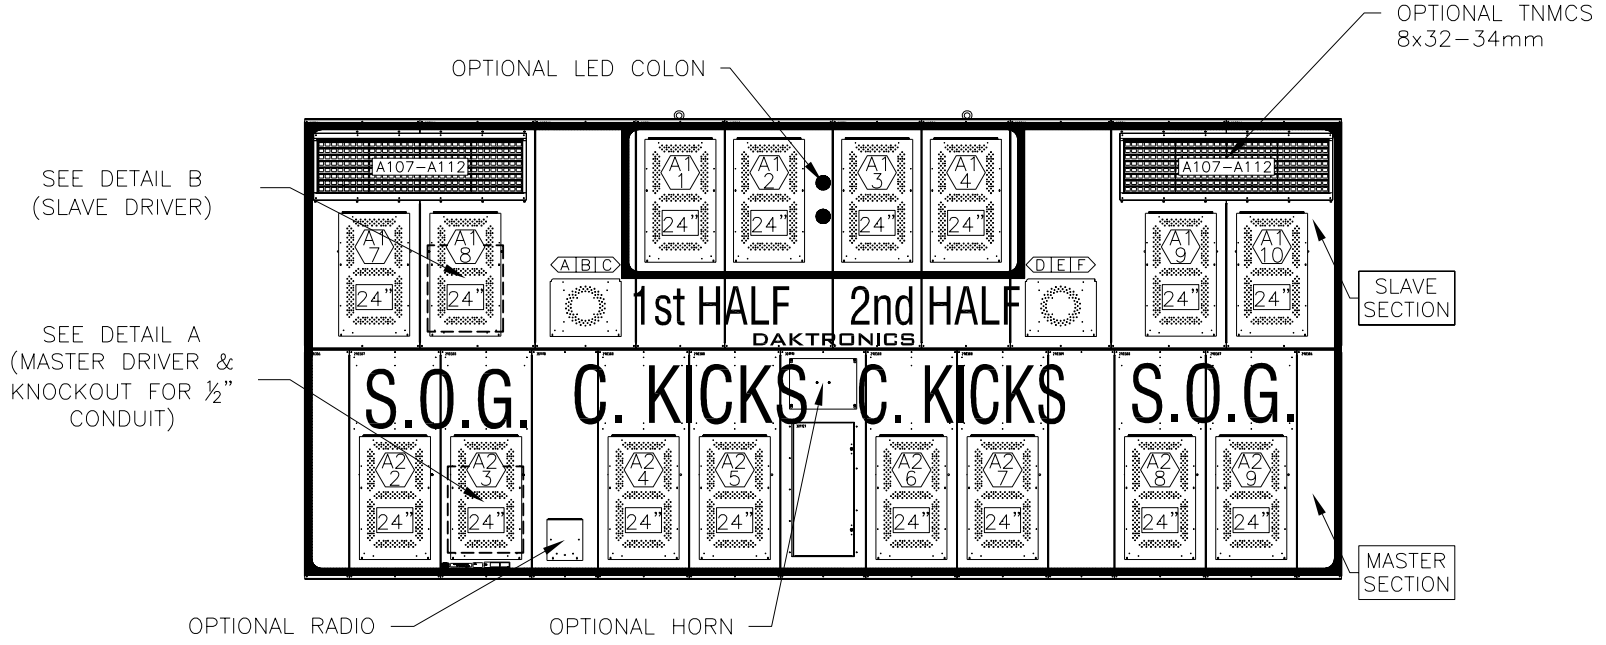 OPTIONAL TNMCS
8x32-34mm
OPTIONAL LED COLON
A107-A112
A107-A112
A1
1
24"
A1
2
24"
A1
3
24"
A1
4
24"
SEE DETAIL B
(SLAVE DRIVER)
A1
7
24"
A1
8
24"
A B C
D E F
A1
9
24"
A1
10
24"
SLAVE
SECTION
1st HALF
2nd HALF
DAKTRONICS
SEE DETAIL A
(MASTER DRIVER &
KNOCKOUT FOR ½"
CONDUIT)
S.O.G.
C. KICKS
C. KICKS
S.O.G.
A2
2
24"
A2
3
24"
A2
4
24"
A2
5
24"
A2
6
24"
A2
7
24"
A2
8
24"
A2
9
24"
MASTER
SECTION
OPTIONAL RADIO
OPTIONAL HORN